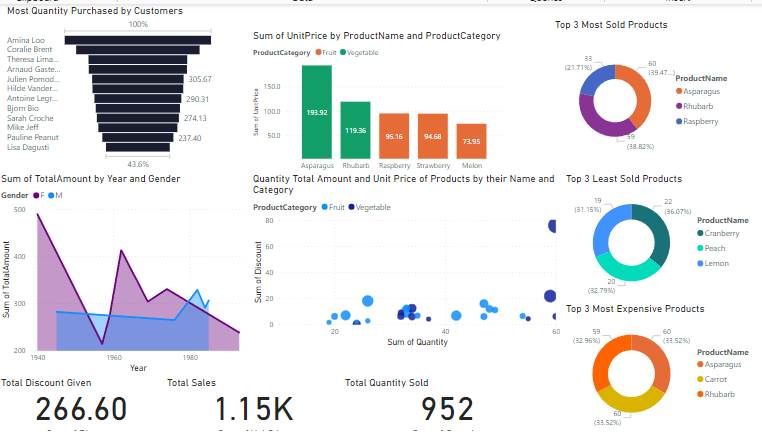 Most Quantity Purchased by Customers
100%
Amina Loo
Coralie Brent
Theresa Lima...
Arnaud Gaste...
Julien Pomod...
305.67
Hilde Vander...
Antoine Legr...
290.31
Bjorn Bio
Sarah Croche
274.13
Mike Jeff
Pauline Peanut
237.40
Lisa Dagusti
43.6%
Sum of UnitPrice by ProductName and ProductCategory
ProductCategory Fruit Vegetable
Sum of UnitPrice
150.0
100.0
50.0
193.92
119.36
95.16
94.68
73.95
Asparagus Rhubarb Raspberry Strawberry Melon
Top 3 Most Sold Products
33
(21.71%)
60
(39.47...
59
(38.82%)
ProductName
Asparagus
Rhubarb
Raspberry
Sum of TotalAmount by Year and Gender
Gender F M
Sum of TotalAmount
500
400
300
200
1940 1960 1980
Year
Quantity Total Amount and Unit Price of Products by their Name and
Category
ProductCategory Fruit Vegetable
Sum of Discount
80
60
40
20
0
20 40 60
Sum of Quantity
Top 3 Least Sold Products
19
(31.15%)
22
(36.07%)
20
(32.79%)
ProductName
Cranberry
Peach
Lemon
Top 3 Most Expensive Products
59
(32.96%)
60
(33.52%)
60
(33.52%)
ProductName
Asparagus
Carrot
Rhubarb
Total Discount Given
266.60
Total Sales
1.15K
Total Quantity Sold
952